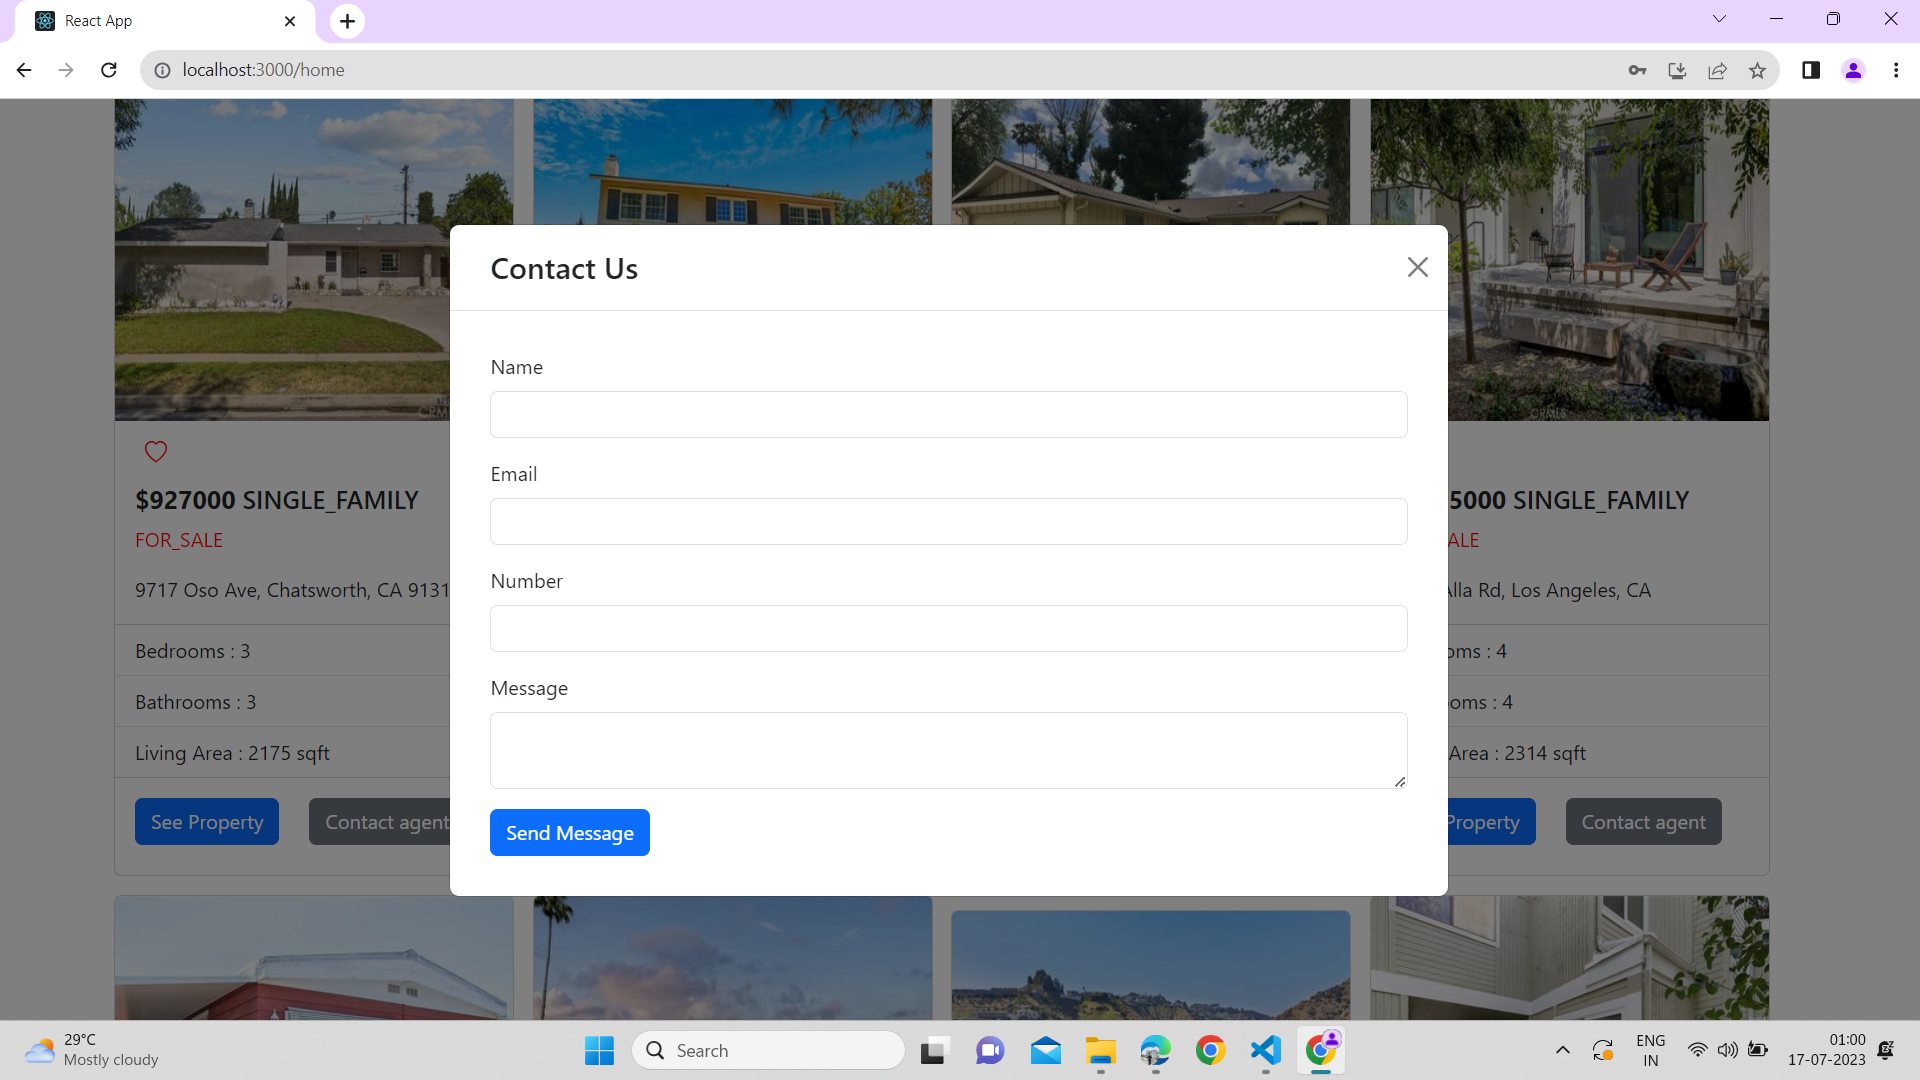 React App
localhost:3000/home
Contact Us
Name
Email
Number
Message
Send Message
CRMLS
$927000 SINGLE_FAMILY
FOR_SALE
9717 Oso Ave, Chatsworth, CA 9131
Bedrooms : 3
Bathrooms : 3
Living Area : 2175 sqft
See Property
Contact agent
5000 SINGLE_FAMILY
ALE
Alla Rd, Los Angeles, CA
oms : 4
oms : 4
Area : 2314 sqft
Property
Contact agent
29°C
Mostly cloudy
Search
ENG
IN
01:00
17-07-2023